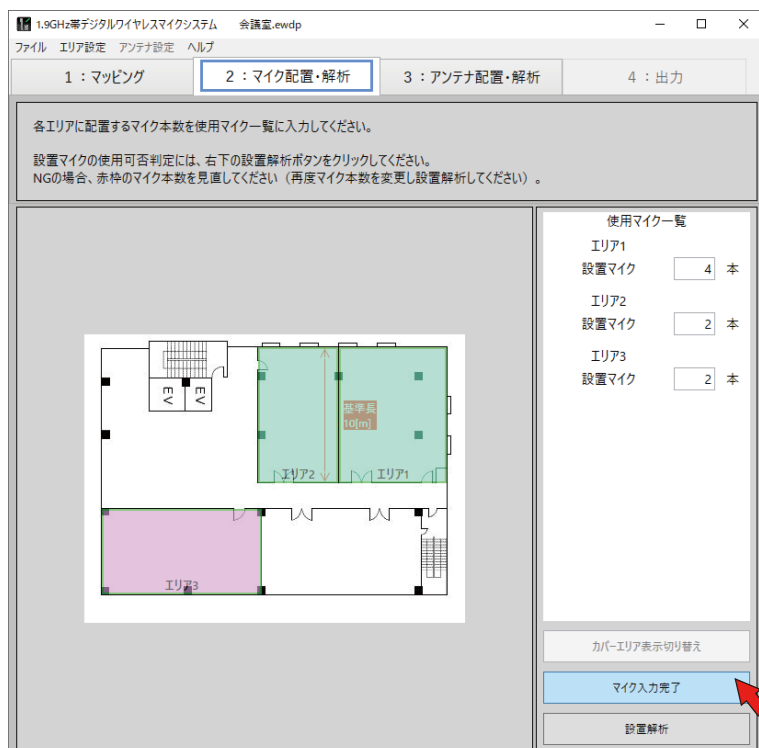 1.9GHz帯デジタルワイヤレスマイクシステム　会議室.ewdp
ファイル エリア設定 アンテナ設定 ヘルプ
1：マッピング 2：マイク配置・解析 3：アンテナ配置・解析 4：出力
各エリアに配置するマイク本数を使用マイク一覧に入力してください。
設置マイクの使用可否判定には、右下の設置解析ボタンをクリックしてください。
NGの場合、赤枠のマイク本数を見直してください（再度マイク本数を変更し設置解析してください）。
EV EV
基準長
10[m]
エリア2 エリア1
エリア3
使用マイク一覧
エリア1
設置マイク 4 本
エリア2
設置マイク 2 本
エリア3
設置マイク 2 本
カバーエリア表示切り替え
マイク入力完了
設置解析